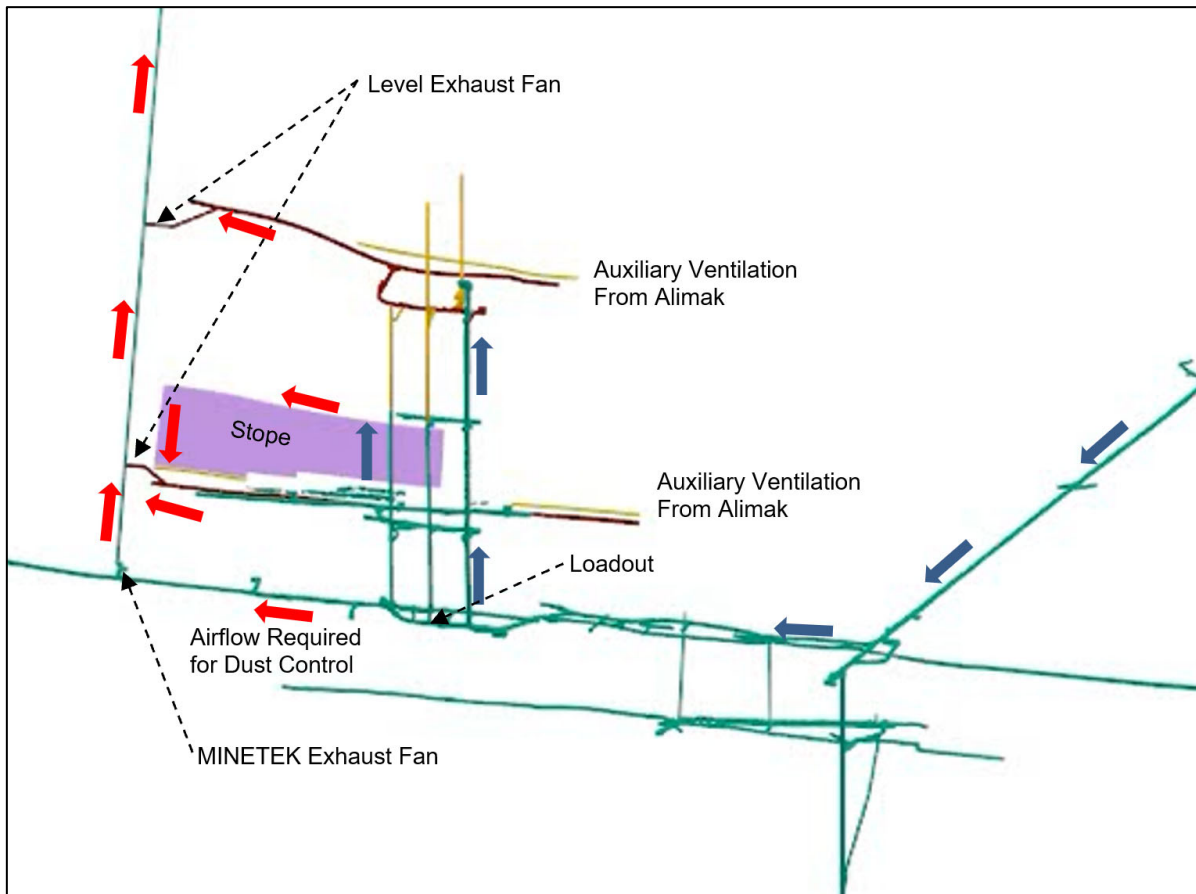 Level Exhaust Fan
Auxiliary Ventilation
From Alimak
Stope
Auxiliary Ventilation
From Alimak
Loadout
Airflow Required
for Dust Control
MINETEK Exhaust Fan